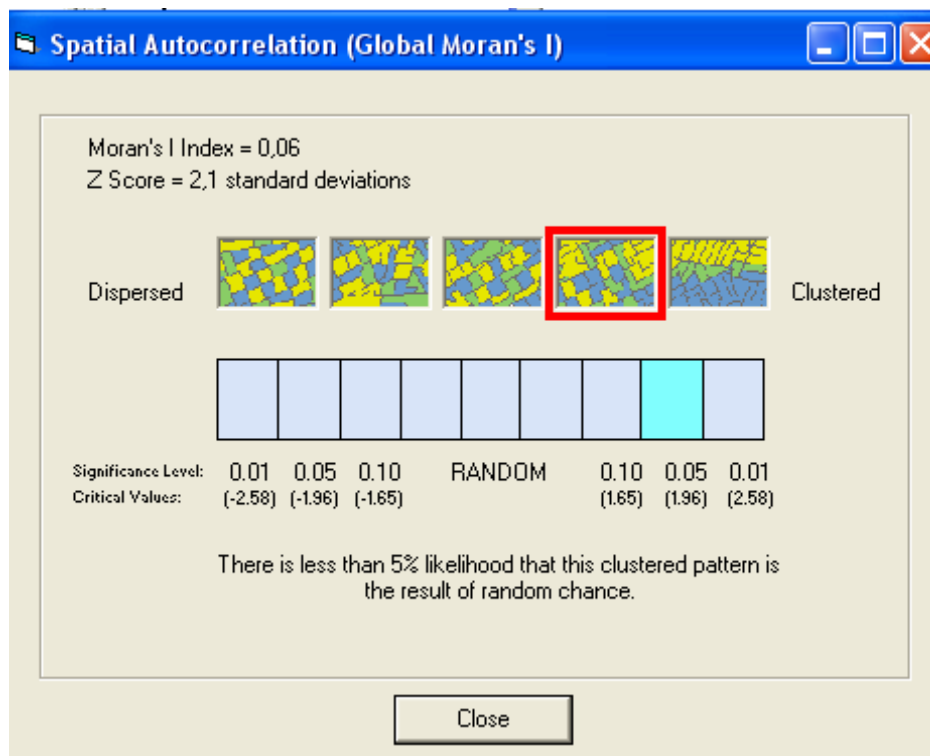 Spatial Autocorrelation (Global Moran's I)
Moran's I Index = 0,06
Z Score = 2,1 standard deviations
Dispersed
Clustered
Significance Level: 0.01 0.05 0.10 RANDOM 0.10 0.05 0.01
Critical Values: (-2.58) (-1.96) (-1.65) (1.65) (1.96) (2.58)
There is less than 5% likelihood that this clustered pattern is
the result of random chance.
Close